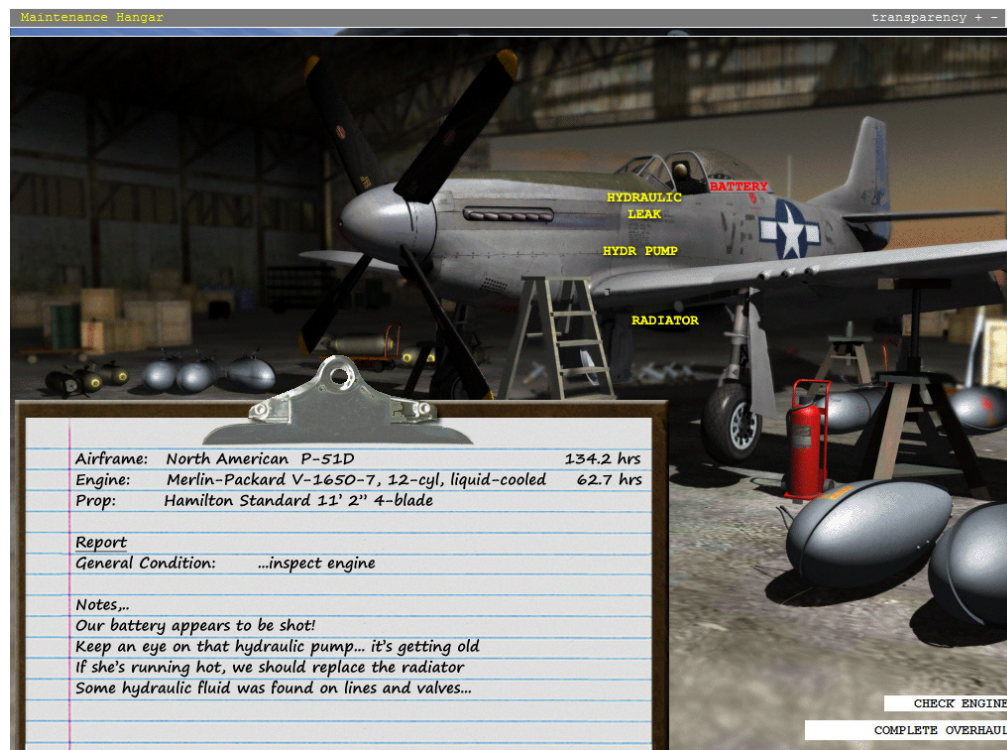 Maintenance Hangar
transparency + -
BATTERY
HYDRAULIC
LEAK
HYDR PUMP
RADIATOR
Airframe: North American P-51D 134.2 hrs
Engine: Merlin-Packard V-1650-7, 12-cyl, liquid-cooled 62.7 hrs
Prop: Hamilton Standard 11' 2" 4-blade
Report
General Condition: ...inspect engine
Notes,..
Our battery appears to be shot!
Keep an eye on that hydraulic pump... it's getting old
If she's running hot, we should replace the radiator
Some hydraulic fluid was found on lines and valves...
CHECK ENGINE
COMPLETE OVERHAUL